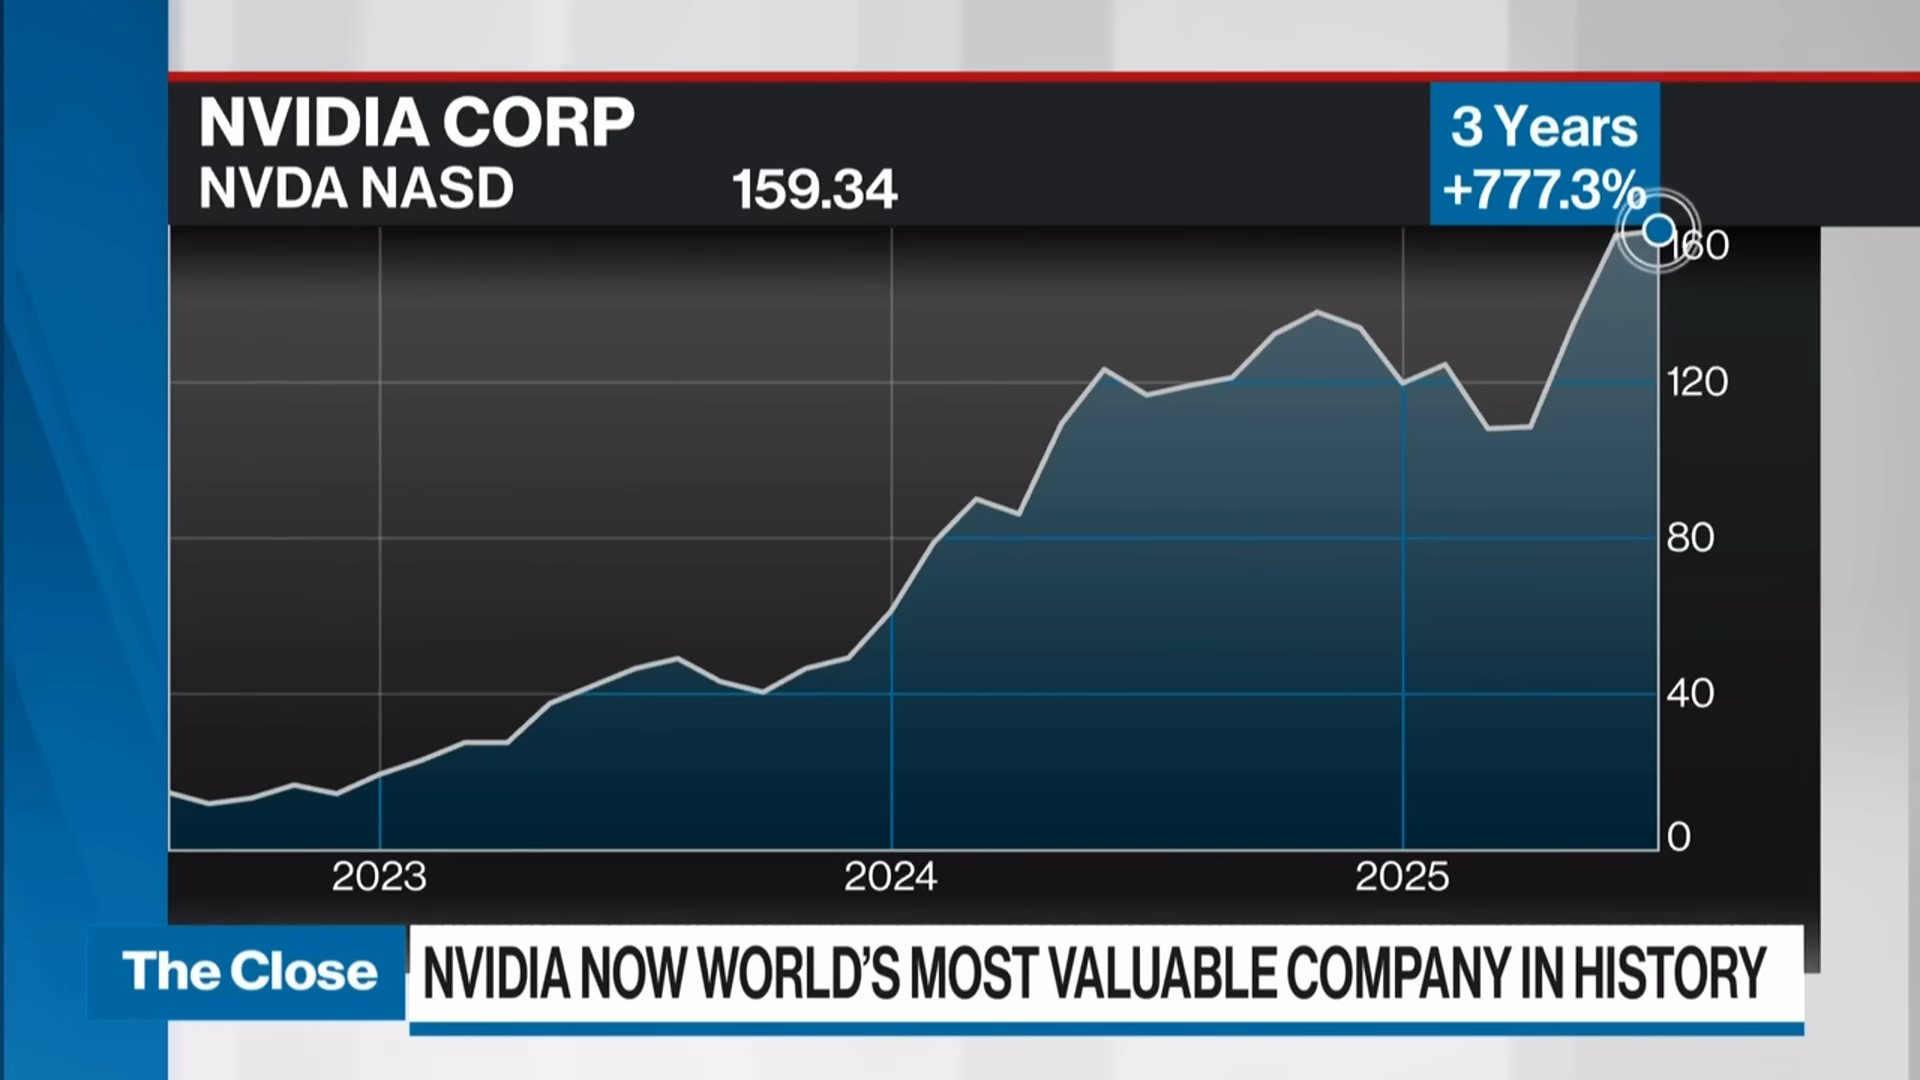 NVIDIA CORP
NVDA NASD 159.34
3 Years
+777.3%
160
120
80
40
0
2023 2024 2025
The Close
NVIDIA NOW WORLD'S MOST VALUABLE COMPANY IN HISTORY